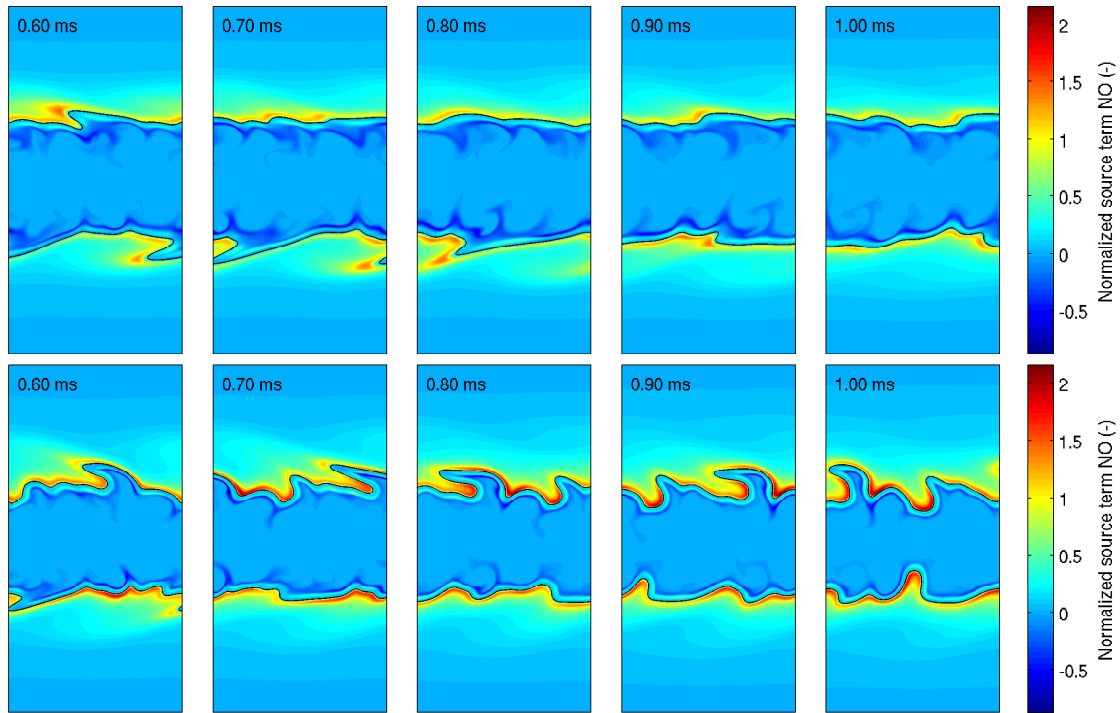 0.60 ms
0.70 ms
0.80 ms
0.90 ms
1.00 ms
2
1.5
1
0.5
0
-0.5
Normalized source term NO (-)
0.60 ms
0.70 ms
0.80 ms
0.90 ms
1.00 ms
2
1.5
1
0.5
0
-0.5
Normalized source term NO (-)